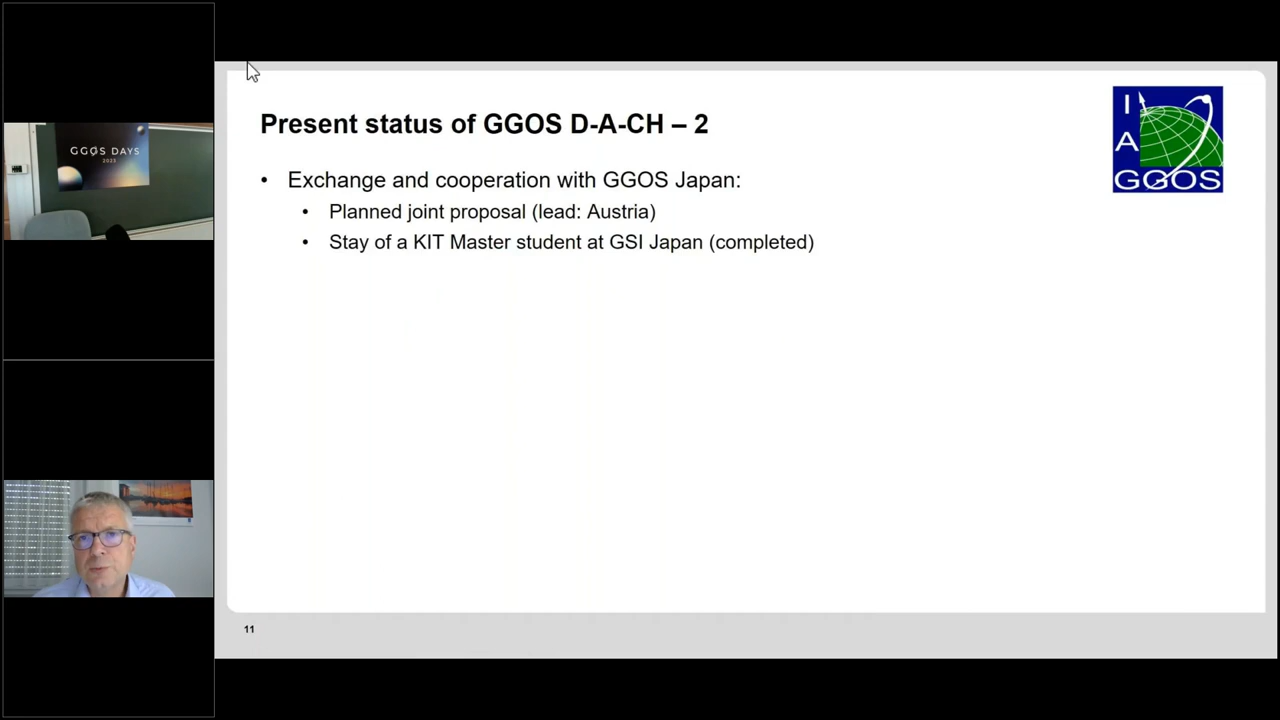 GGOS DAYS
2023
Present status of GGOS D-A-CH – 2
I
A
GGOS
• Exchange and cooperation with GGOS Japan:
• Planned joint proposal (lead: Austria)
• Stay of a KIT Master student at GSI Japan (completed)
11